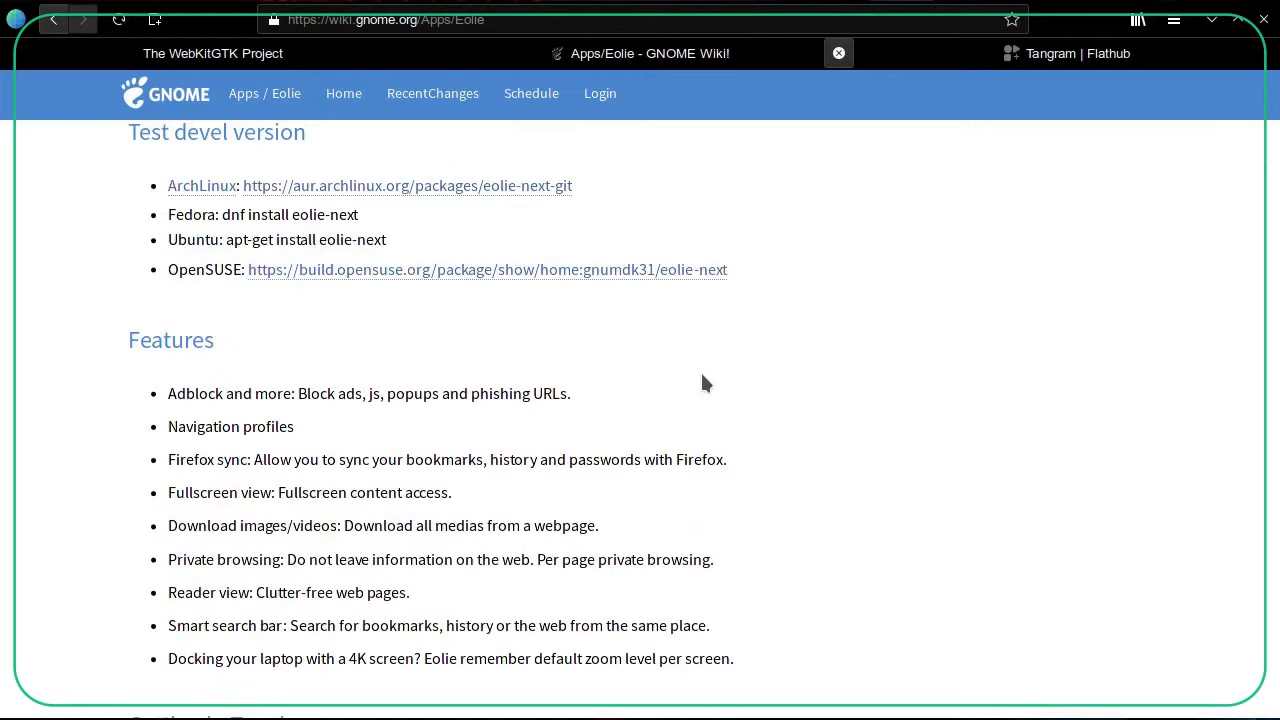 https://wiki.gnome.org/Apps/Eolie
The WebKitGTK Project
Apps/Eolie - GNOME Wiki!
Tangram | Flathub
GNOME Apps / Eolie Home RecentChanges Schedule Login
Test devel version
ArchLinux: https://aur.archlinux.org/packages/eolie-next-git
Fedora: dnf install eolie-next
Ubuntu: apt-get install eolie-next
OpenSUSE: https://build.opensuse.org/package/show/home:gnumdk31/eolie-next
Features
Adblock and more: Block ads, js, popups and phishing URLs.
Navigation profiles
Firefox sync: Allow you to sync your bookmarks, history and passwords with Firefox.
Fullscreen view: Fullscreen content access.
Download images/videos: Download all medias from a webpage.
Private browsing: Do not leave information on the web. Per page private browsing.
Reader view: Clutter-free web pages.
Smart search bar: Search for bookmarks, history or the web from the same place.
Docking your laptop with a 4K screen? Eolie remember default zoom level per screen.